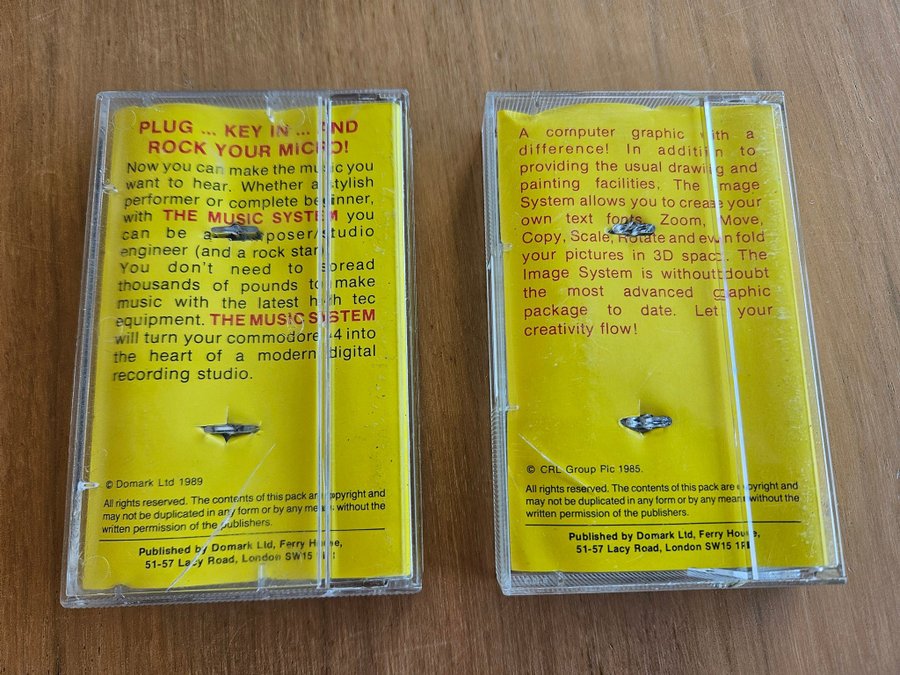 PLUG ... KEY IN ... AND
ROCK YOUR MICRO!
Now you can make the music you
want to hear. Whether a stylish
performer or complete beginner,
with THE MUSIC SYSTEM you
can be a composer/studio
engineer (and a rock star
You don't need to spread
thousands of pounds to make
music with the latest high tec
equipment. THE MUSIC SYSTEM
will turn your commodore 64 into
the heart of a modern digital
recording studio.
© Domark Ltd 1989
All rights reserved. The contents of this pack are copyright and
may not be duplicated in any form or by any means without the
written permission of the publishers.
Published by Domark Ltd, Ferry House,
51-57 Lacy Road, London SW15
A computer graphic with a
difference! In addition to
providing the usual drawing and
painting facilities, The Image
System allows you to create your
own text fonts, Zoom, Move,
Copy, Scale, Rotate and even fold
your pictures in 3D space. The
Image System is without doubt
the most advanced graphic
package to date. Let your
creativity flow!
© CRL Group Plc 1985.
All rights reserved. The contents of this pack are copyright and
may not be duplicated in any form or by any means without the
written permission of the publishers.
Published by Domark Ltd, Ferry House,
51-57 Lacy Road, London SW15